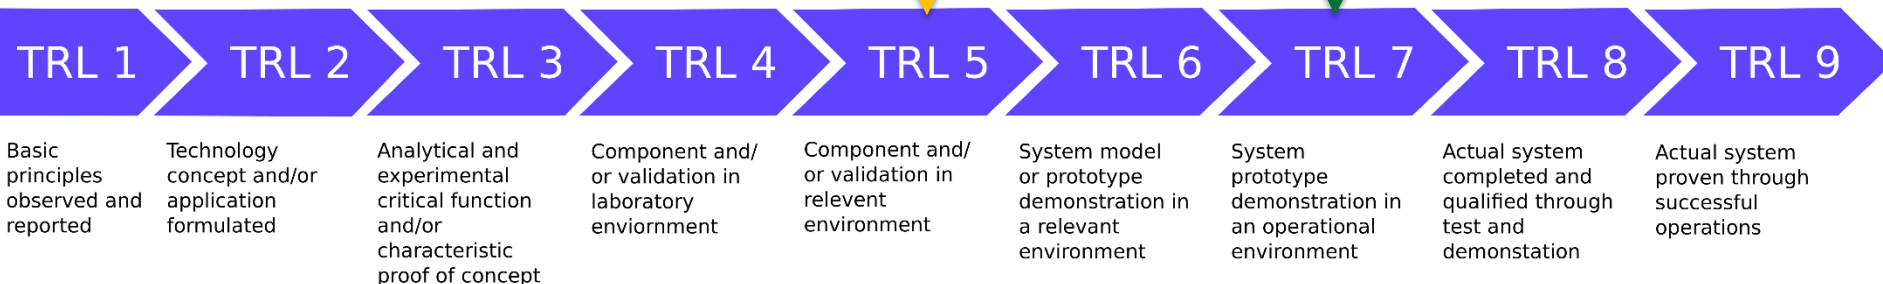 TRL 1
TRL 2
TRL 3
TRL 4
TRL 5
TRL 6
TRL 7
TRL 8
TRL 9
Basic
principles
observed and
reported
Technology
concept and/or
application
formulated
Analytical and
experimental
critical function
and/or
characteristic
proof of concept
Component and/
or validation in
laboratory
enviornment
Component and/
or validation in
relevent
environment
System model
or prototype
demonstration in
a relevant
environment
System
prototype
demonstration in
an operational
environment
Actual system
completed and
qualified through
test and
demonstation
Actual system
proven through
successful
operations